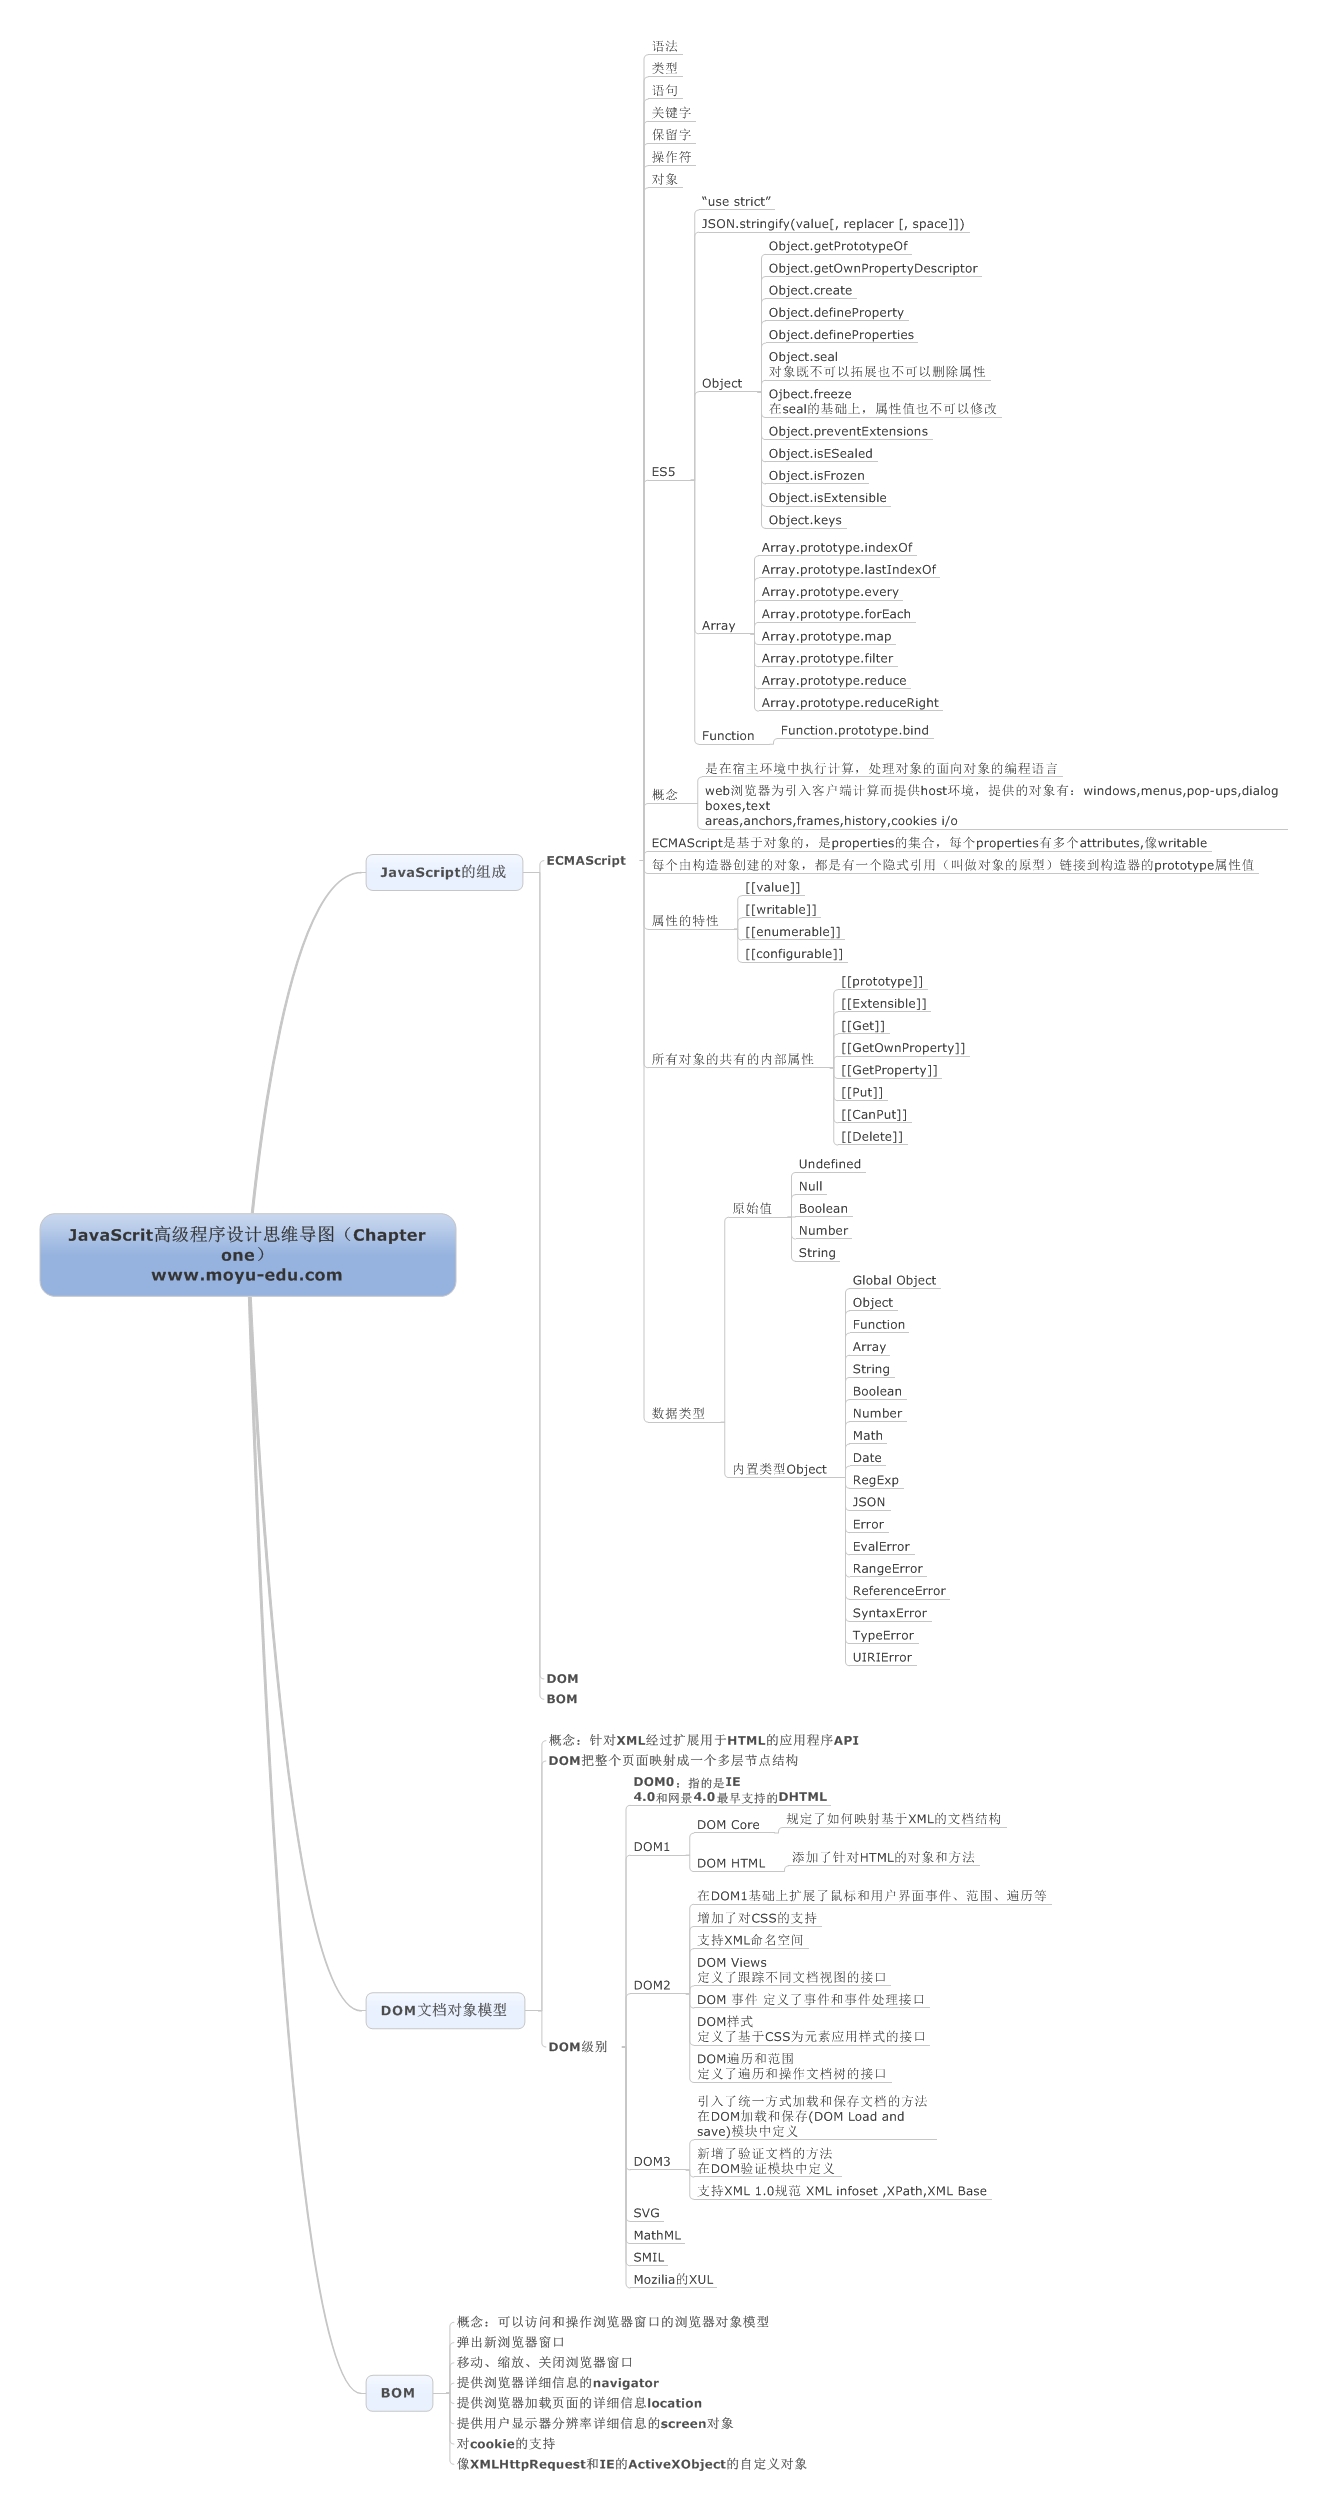 语法
类型
语句
关键字
保留字
操作符
对象
“use strict”
JSON.stringify(value[, replacer [, space]])
Object.getPrototypeOf
Object.getOwnPropertyDescriptor
Object.create
Object.defineProperty
Object.defineProperties
Object.seal
对象既不可以拓展也不可以删除属性
Object
Ojbect.freeze
在seal的基础上，属性值也不可以修改
Object.preventExtensions
Object.isESealed
ES5
Object.isFrozen
Object.isExtensible
Object.keys
Array.prototype.indexOf
Array.prototype.lastIndexOf
Array.prototype.every
Array.prototype.forEach
Array
Array.prototype.map
Array.prototype.filter
Array.prototype.reduce
Array.prototype.reduceRight
Function
Function.prototype.bind
概念
是在宿主环境中执行计算，处理对象的面向对象的编程语言
web浏览器为引入客户端计算而提供host环境，提供的对象有：windows,menus,pop-ups,dialog
boxes,text
areas,anchors,frames,history,cookies i/o
ECMAScript是基于对象的，是properties的集合，每个properties有多个attributes,像writable
ECMAScript
每个由构造器创建的对象，都是有一个隐式引用（叫做对象的原型）链接到构造器的prototype属性值
JavaScript的组成
[[value]]
[[writable]]
属性的特性
[[enumerable]]
[[configurable]]
[[prototype]]
[[Extensible]]
[[Get]]
[[GetOwnProperty]]
所有对象的共有的内部属性
[[GetProperty]]
[[Put]]
[[CanPut]]
[[Delete]]
Undefined
Null
原始值
Boolean
Number
String
JavaScrit高级程序设计思维导图（Chapter
one）
www.moyu-edu.com
Global Object
Object
Function
Array
String
Boolean
数据类型
Number
Math
Date
内置类型Object
RegExp
JSON
Error
EvalError
RangeError
ReferenceError
SyntaxError
TypeError
UIRIError
DOM
BOM
概念：针对XML经过扩展用于HTML的应用程序API
DOM把整个页面映射成一个多层节点结构
DOM0：指的是IE
4.0和网景4.0最早支持的DHTML
DOM1
DOM Core
规定了如何映射基于XML的文档结构
DOM HTML
添加了针对HTML的对象和方法
在DOM1基础上扩展了鼠标和用户界面事件、范围、遍历等
增加了对CSS的支持
支持XML命名空间
DOM2
DOM Views
定义了跟踪不同文档视图的接口
DOM 事件 定义了事件和事件处理接口
DOM文档对象模型
DOM样式
定义了基于CSS为元素应用样式的接口
DOM级别
DOM遍历和范围
定义了遍历和操作文档树的接口
引入了统一方式加载和保存文档的方法
在DOM加载和保存(DOM Load and
save)模块中定义
DOM3
新增了验证文档的方法
在DOM验证模块中定义
支持XML 1.0规范 XML infoset ,XPath,XML Base
SVG
MathML
SMIL
Mozilia的XUL
概念：可以访问和操作浏览器窗口的浏览器对象模型
弹出新浏览器窗口
移动、缩放、关闭浏览器窗口
提供浏览器详细信息的navigator
BOM
提供浏览器加载页面的详细信息location
提供用户显示器分辨率详细信息的screen对象
对cookie的支持
像XMLHttpRequest和IE的ActiveXObject的自定义对象